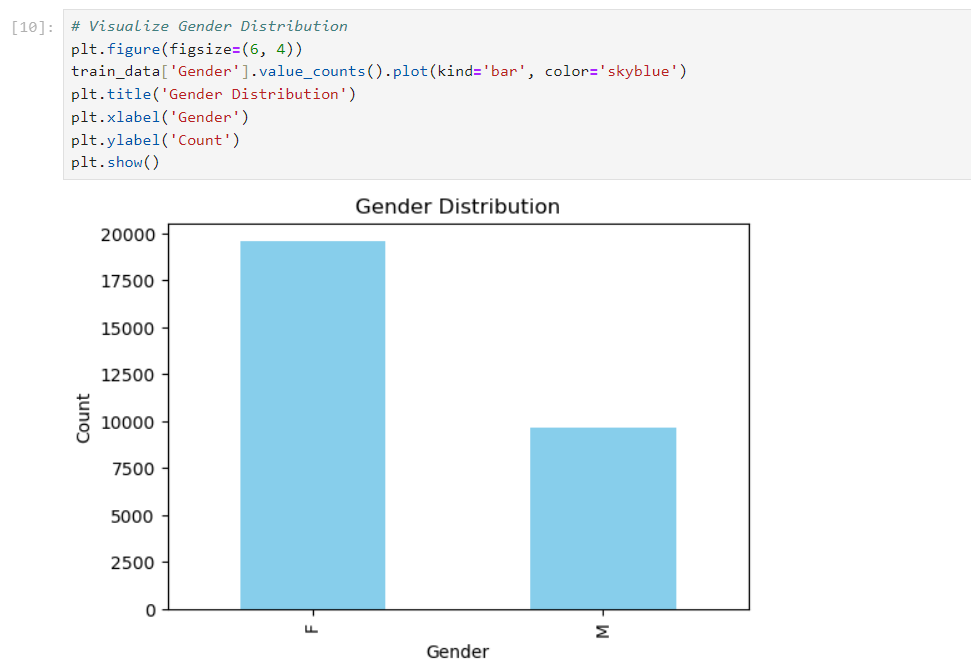 [10]:
# Visualize Gender Distribution
plt.figure(figsize=(6, 4))
train_data['Gender'].value_counts().plot(kind='bar', color='skyblue')
plt.title('Gender Distribution')
plt.xlabel('Gender')
plt.ylabel('Count')
plt.show()
Gender Distribution
20000
17500
15000
12500
10000
7500
5000
2500
0
Count
F
M
Gender